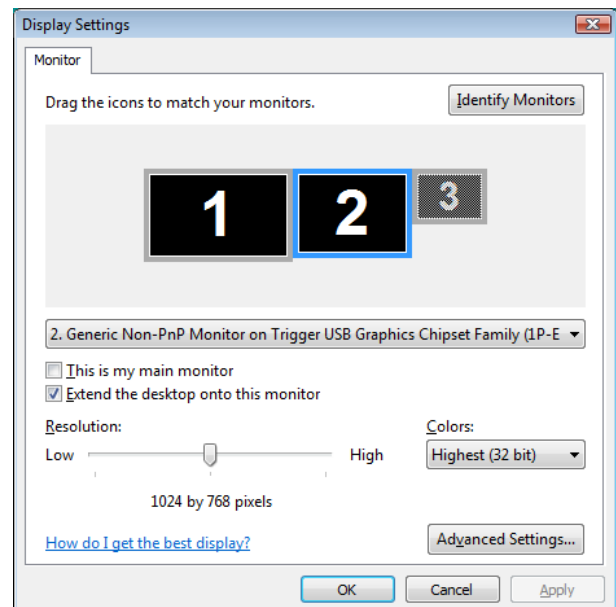 Display Settings
Monitor
Drag the icons to match your monitors.
Identify Monitors
1
2
3
2. Generic Non-PnP Monitor on Trigger USB Graphics Chipset Family (1P-E
This is my main monitor
Extend the desktop onto this monitor
Resolution:
Colors:
Low
High
Highest (32 bit)
1024 by 768 pixels
How do I get the best display?
Advanced Settings...
OK
Cancel
Apply